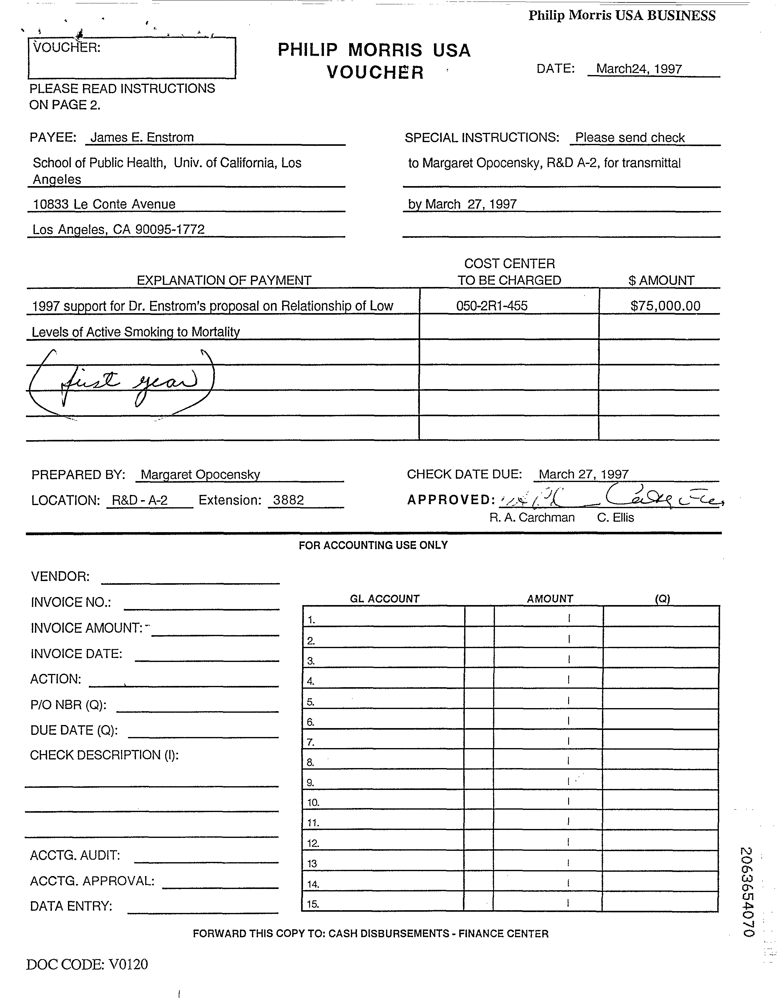 Philip Morris USA BUSINESS
VOUCHER:
PHILIP MORRIS USA
VOUCHER
DATE: March24, 1997
PLEASE READ INSTRUCTIONS
ON PAGE 2.
PAYEE: James E. Enstrom
SPECIAL INSTRUCTIONS: Please send check
School of Public Health, Univ. of California, Los
Angeles
to Margaret Opocensky, R&D A-2, for transmittal
10833 Le Conte Avenue
by March 27, 1997
Los Angeles, CA 90095-1772
EXPLANATION OF PAYMENT
COST CENTER
TO BE CHARGED
$ AMOUNT
1997 support for Dr. Enstrom's proposal on Relationship of Low
050-2R1-455
$75,000.00
Levels of Active Smoking to Mortality
(first year)
PREPARED BY: Margaret Opocensky
CHECK DATE DUE: March 27, 1997
LOCATION: R&D - A-2 Extension: 3882
APPROVED:
R. A. Carchman C. Ellis
FOR ACCOUNTING USE ONLY
VENDOR:
INVOICE NO.:
INVOICE AMOUNT:
INVOICE DATE:
ACTION:
P/O NBR (Q):
DUE DATE (Q):
CHECK DESCRIPTION (I):
ACCTG. AUDIT:
ACCTG. APPROVAL:
DATA ENTRY:
GL ACCOUNT AMOUNT (Q)
1.
2.
3.
4.
5.
6.
7.
8.
9.
10.
11.
12.
13
14.
15.
2063654070
FORWARD THIS COPY TO: CASH DISBURSEMENTS - FINANCE CENTER
DOC CODE: V0120